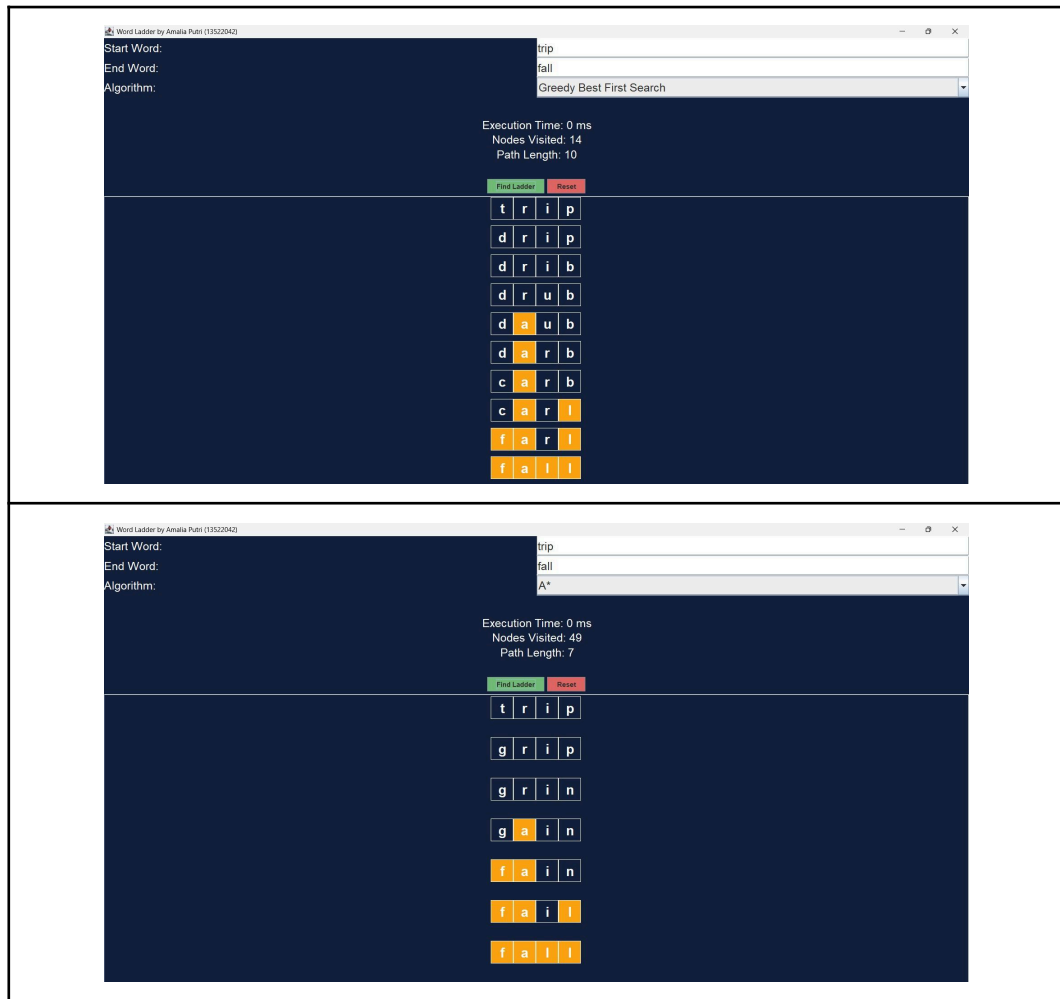 Word Ladder by Amalia Putri (13522042)
Start Word: trip
End Word: fall
Algorithm: Greedy Best First Search
Execution Time: 0 ms
Nodes Visited: 14
Path Length: 10
Find Ladder Reset
t r i p
d r i p
d r i b
d r u b
d a u b
d a r b
c a r b
c a r l
f a r l
f a l l
Word Ladder by Amalia Putri (13522042)
Start Word: trip
End Word: fall
Algorithm: A*
Execution Time: 0 ms
Nodes Visited: 49
Path Length: 7
Find Ladder Reset
t r i p
g r i p
g r i n
g a i n
f a i n
f a i l
f a l l